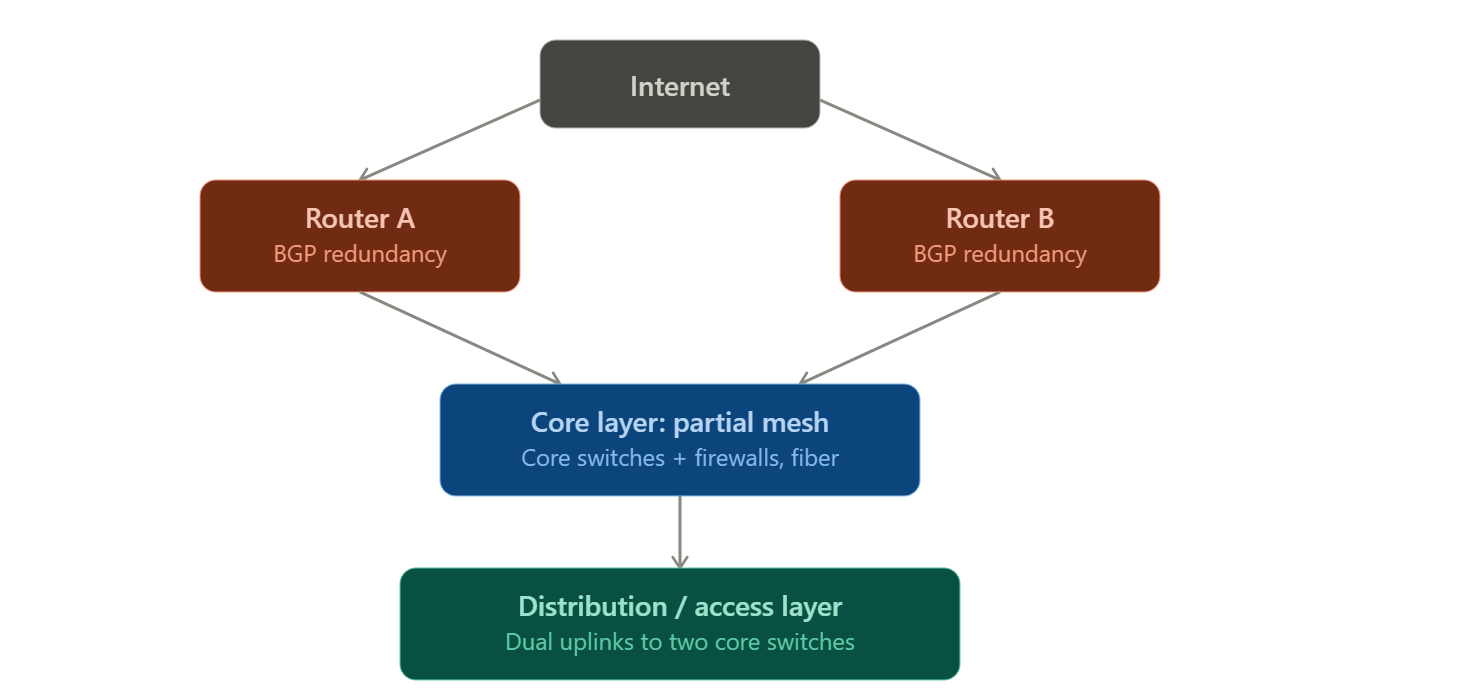 Internet
Router A
BGP redundancy
Router B
BGP redundancy
Core layer: partial mesh
Core switches + firewalls, fiber
Distribution / access layer
Dual uplinks to two core switches